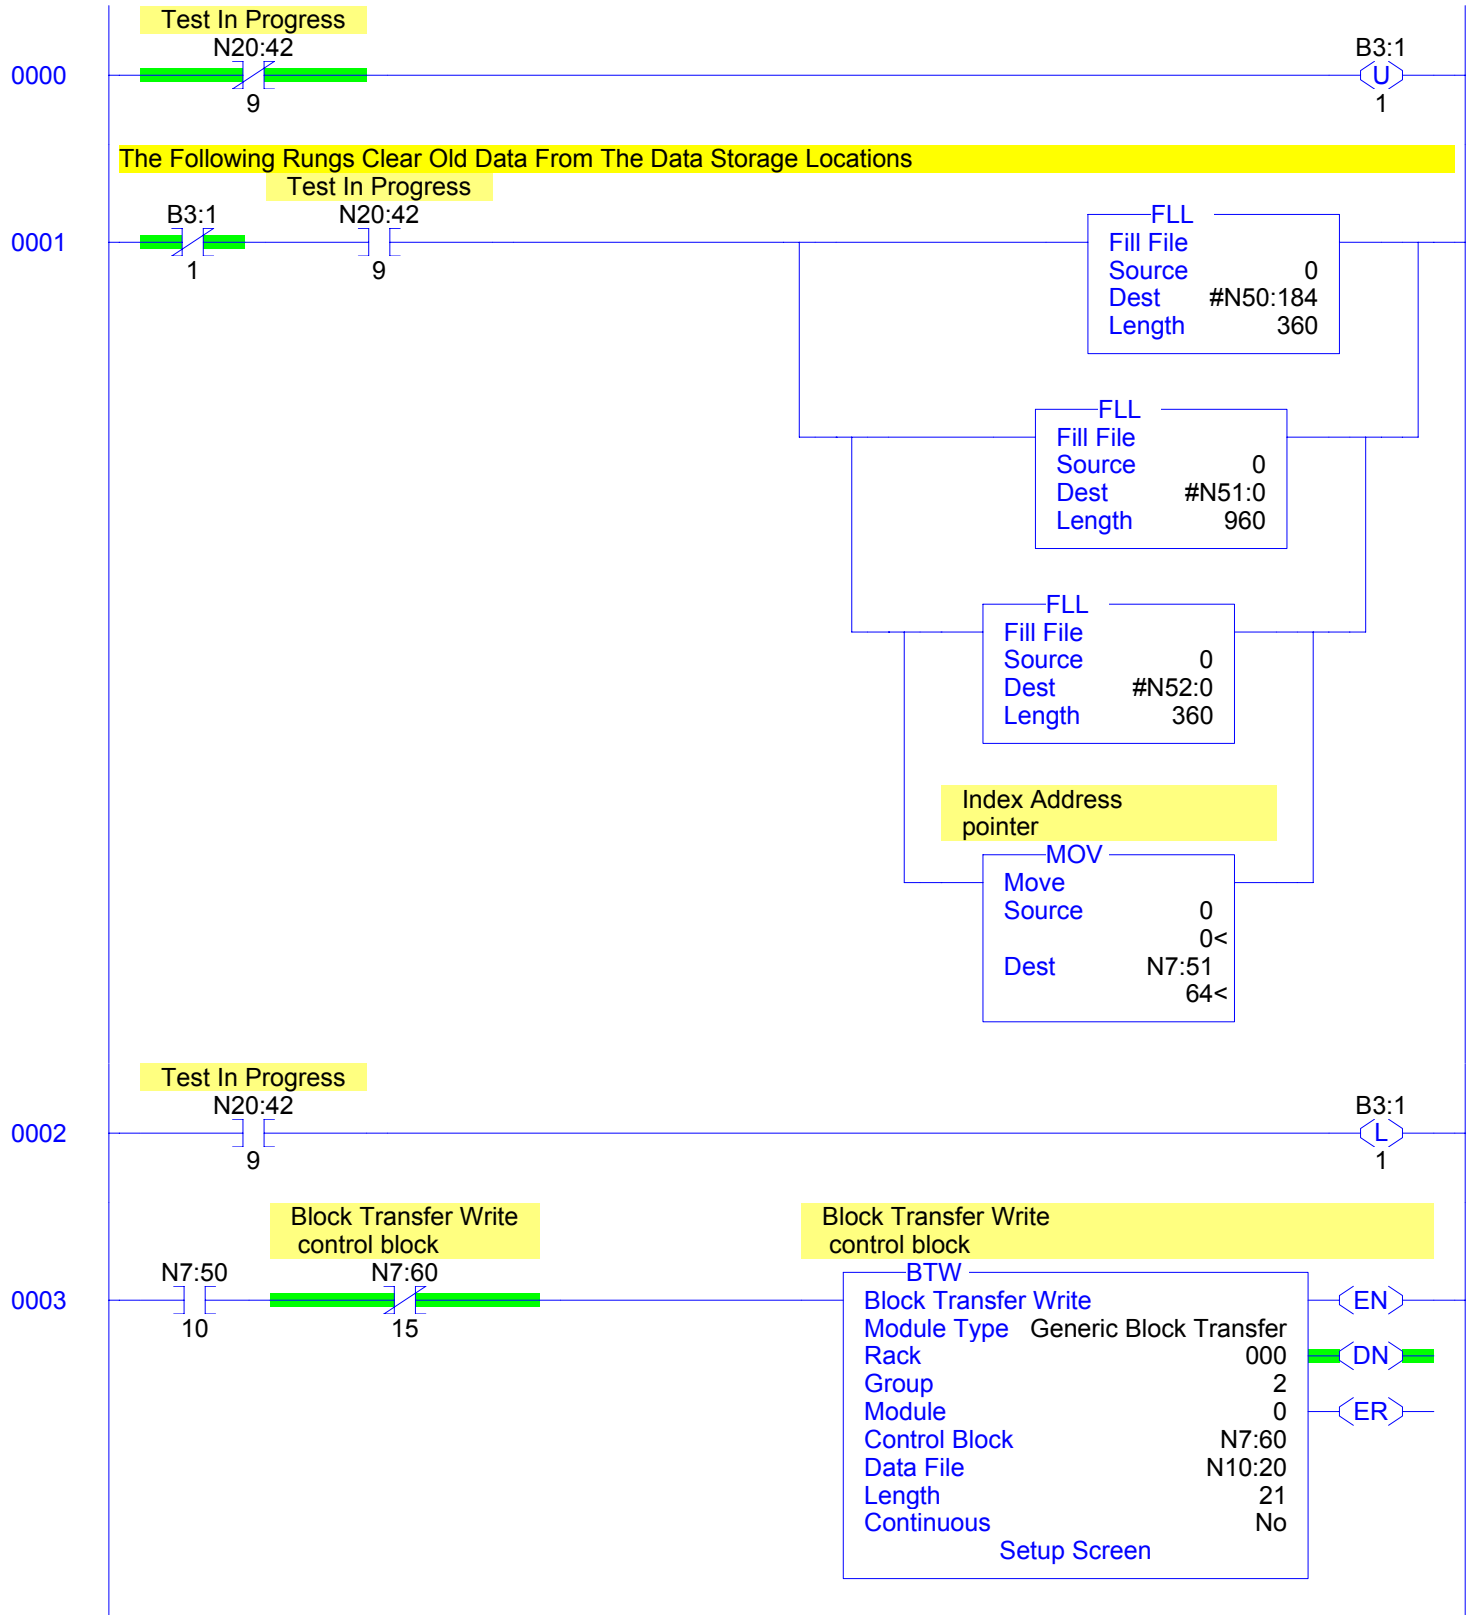 Test In Progress
N20:42
B3:1
0000
U
9
1
The Following Rungs Clear Old Data From The Data Storage Locations
Test In Progress
B3:1
N20:42
0001
1
9
FLL
Fill File
Source 0
Dest #N50:184
Length 360
FLL
Fill File
Source 0
Dest #N51:0
Length 960
FLL
Fill File
Source 0
Dest #N52:0
Length 360
Index Address
pointer
MOV
Move
Source 0
0<
Dest N7:51
64<
Test In Progress
N20:42
B3:1
0002
L
9
1
Block Transfer Write
control block
Block Transfer Write
control block
N7:50
N7:60
0003
10
15
BTW
Block Transfer Write
Module Type Generic Block Transfer
Rack 000
Group 2
Module 0
Control Block N7:60
Data File N10:20
Length 21
Continuous No
Setup Screen
EN
DN
ER